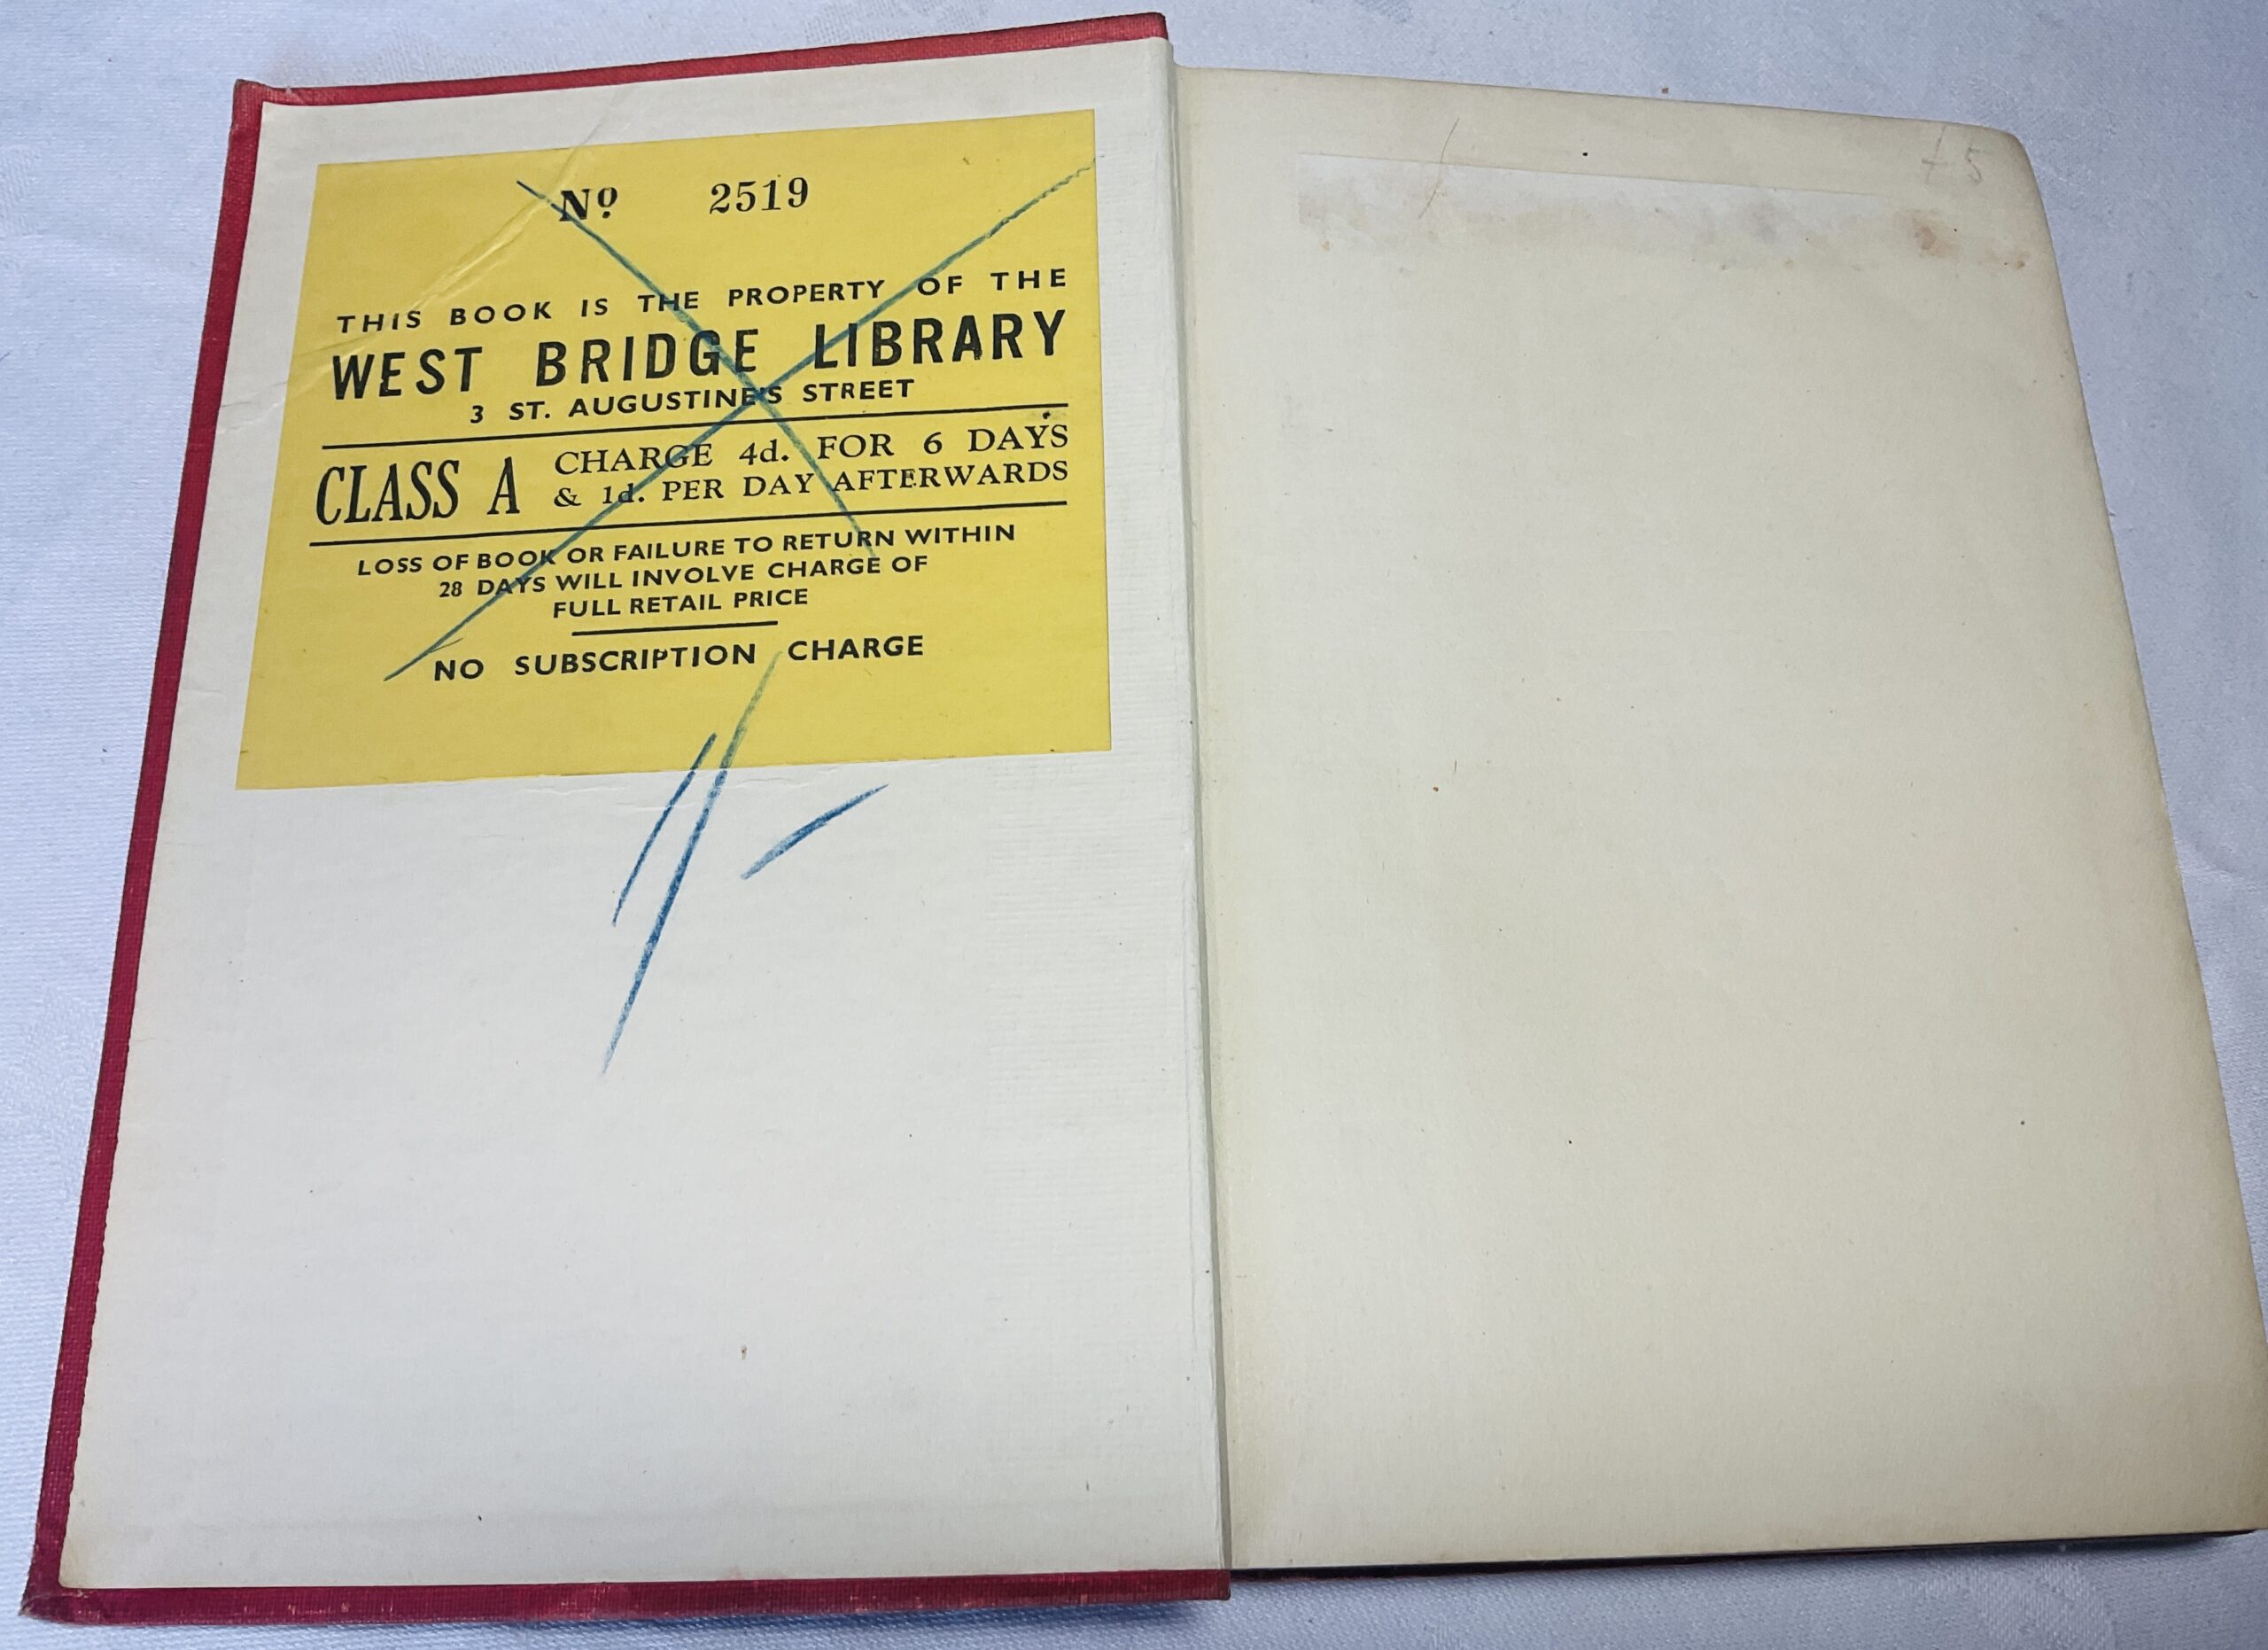 Nº 2519
THIS BOOK IS THE PROPERTY OF THE
WEST BRIDGE LIBRARY
3 ST. AUGUSTINE'S STREET
CLASS A CHARGE 4d. FOR 6 DAYS
& 1d. PER DAY AFTERWARDS
LOSS OF BOOK OR FAILURE TO RETURN WITHIN
28 DAYS WILL INVOLVE CHARGE OF
FULL RETAIL PRICE
NO SUBSCRIPTION CHARGE
1/-
£5